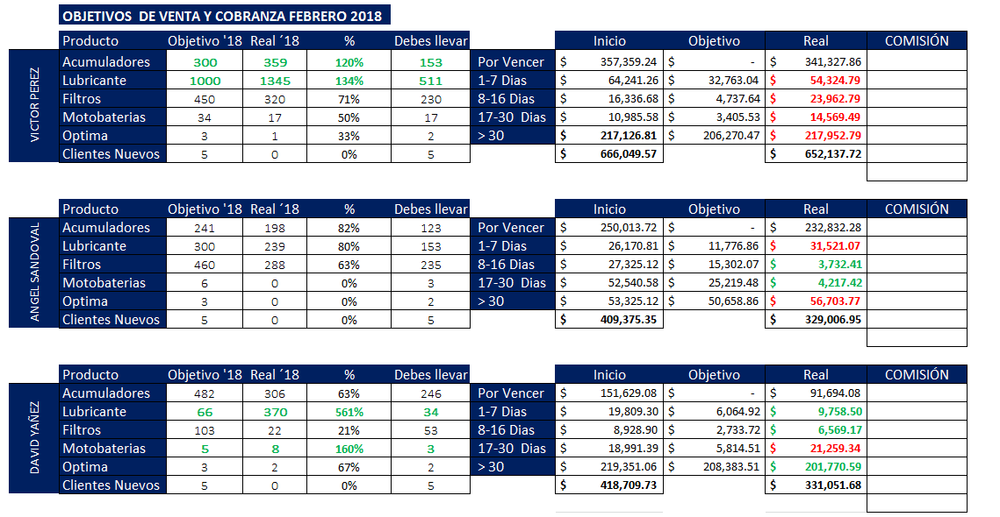 OBJETIVOS DE VENTA Y COBRANZA FEBRERO 2018
Producto Objetivo '18 Real ´18 % Debes llevar Inicio Objetivo Real COMISIÓN
VICTOR PEREZ
Acumuladores 300 359 120% 153 Por Vencer $ 357,359.24 $ - $ 341,327.86
Lubricante 1000 1345 134% 511 1-7 Dias $ 64,241.26 $ 32,763.04 $ 54,324.79
Filtros 450 320 71% 230 8-16 Dias $ 16,336.68 $ 4,737.64 $ 23,962.79
Motobaterias 34 17 50% 17 17-30 Dias $ 10,985.58 $ 3,405.53 $ 14,569.49
Optima 3 1 33% 2 > 30 $ 217,126.81 $ 206,270.47 $ 217,952.79
Clientes Nuevos 5 0 0% 5 $ 666,049.57 $ 652,137.72
Producto Objetivo '18 Real ´18 % Debes llevar Inicio Objetivo Real COMISIÓN
ANGEL SANDOVAL
Acumuladores 241 198 82% 123 Por Vencer $ 250,013.72 $ - $ 232,832.28
Lubricante 300 239 80% 153 1-7 Dias $ 26,170.81 $ 11,776.86 $ 31,521.07
Filtros 460 288 63% 235 8-16 Dias $ 27,325.12 $ 15,302.07 $ 3,732.41
Motobaterias 6 0 0% 3 17-30 Dias $ 52,540.58 $ 25,219.48 $ 4,217.42
Optima 3 0 0% 2 > 30 $ 53,325.12 $ 50,658.86 $ 56,703.77
Clientes Nuevos 5 0 0% 5 $ 409,375.35 $ 329,006.95
Producto Objetivo '18 Real ´18 % Debes llevar Inicio Objetivo Real COMISIÓN
DAVID YAÑEZ
Acumuladores 482 306 63% 246 Por Vencer $ 151,629.08 $ - $ 91,694.08
Lubricante 66 370 561% 34 1-7 Dias $ 19,809.30 $ 6,064.92 $ 9,758.50
Filtros 103 22 21% 53 8-16 Dias $ 8,928.90 $ 2,733.72 $ 6,569.17
Motobaterias 5 8 160% 3 17-30 Dias $ 18,991.39 $ 5,814.51 $ 21,259.34
Optima 3 2 67% 2 > 30 $ 219,351.06 $ 208,383.51 $ 201,770.59
Clientes Nuevos 5 0 0% 5 $ 418,709.73 $ 331,051.68